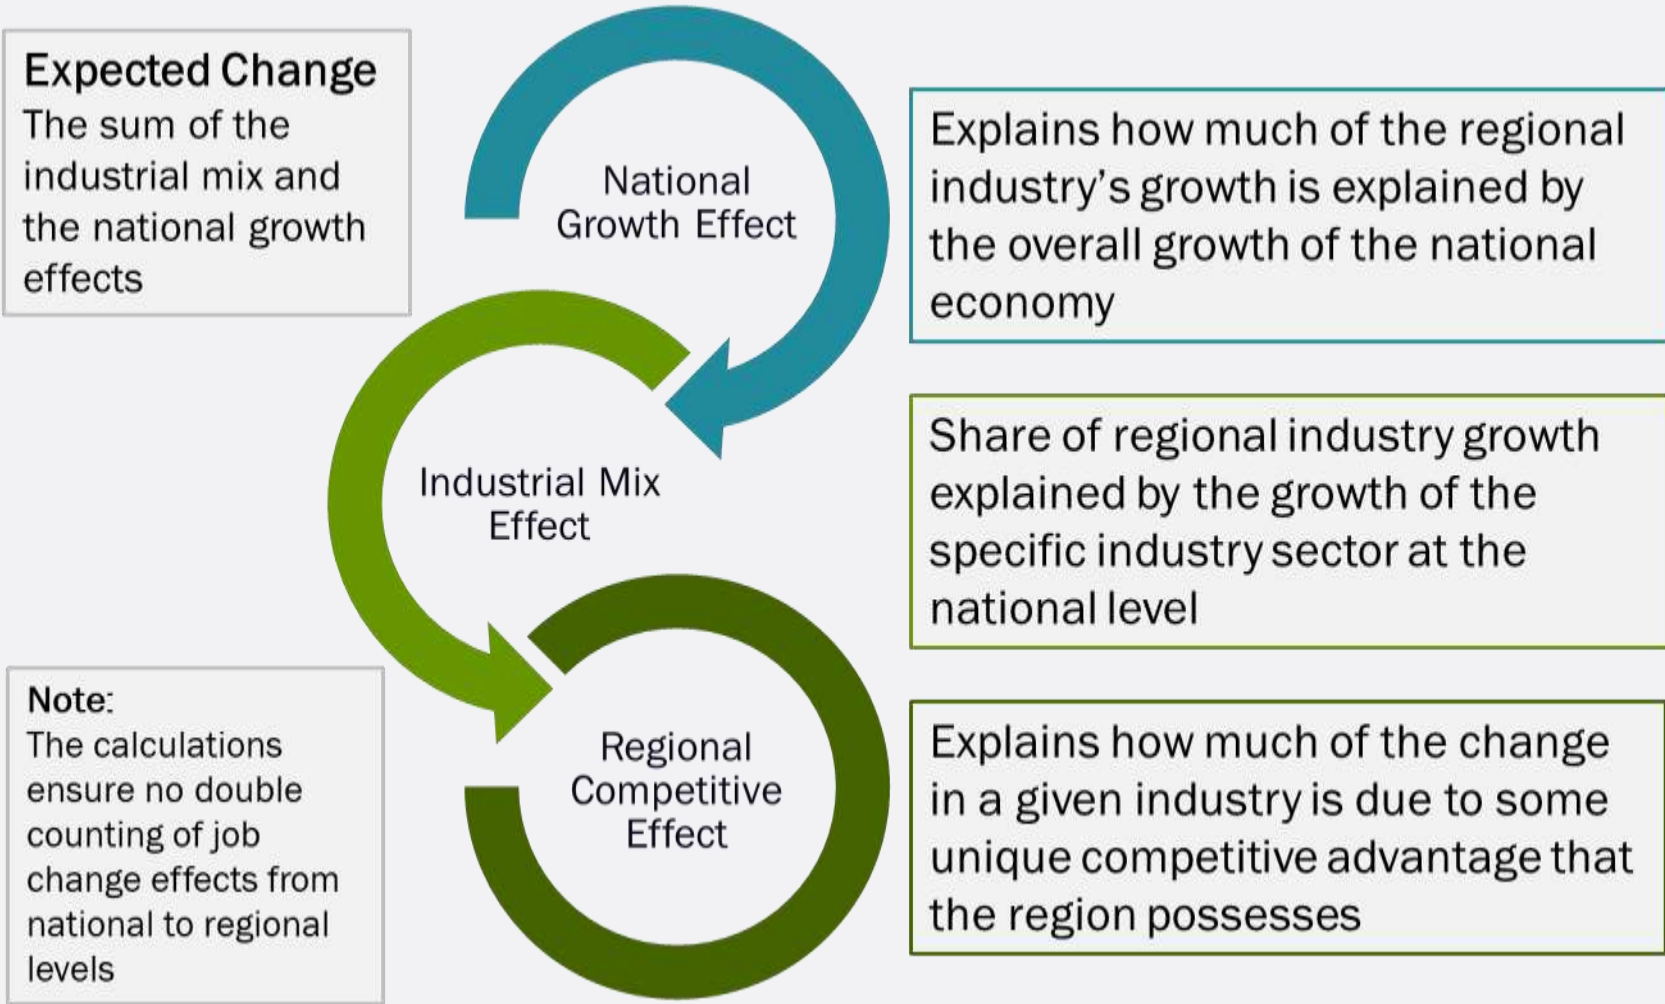 Expected Change
The sum of the
industrial mix and
the national growth
effects
National
Growth Effect
Explains how much of the regional
industry’s growth is explained by
the overall growth of the national
economy
Industrial Mix
Effect
Share of regional industry growth
explained by the growth of the
specific industry sector at the
national level
Note:
The calculations
ensure no double
counting of job
change effects from
national to regional
levels
Regional
Competitive
Effect
Explains how much of the change
in a given industry is due to some
unique competitive advantage that
the region possesses